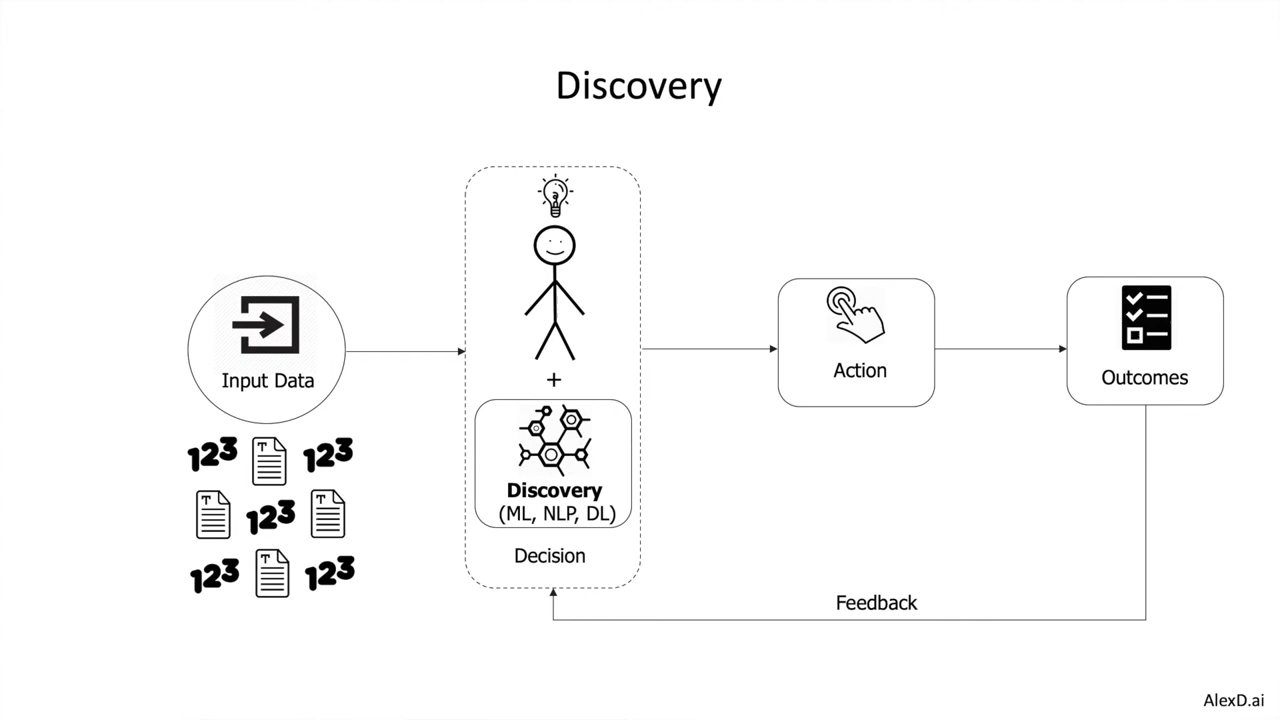 Discovery
Input Data
123
T
123
T
123
T
123
T
123
+
Discovery
(ML, NLP, DL)
Decision
Action
Outcomes
Feedback
AlexD.ai